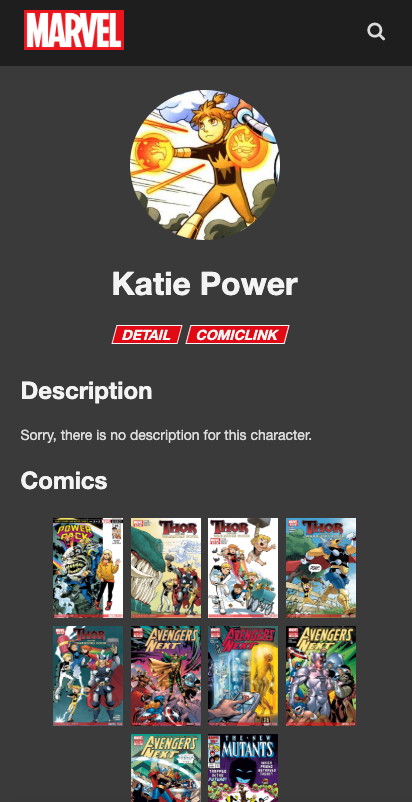 MARVEL
Katie Power
DETAIL COMICLINK
Description
Sorry, there is no description for this character.
Comics
POWER PACK
THOR
THOR
THOR
THOR
AVENGERS NEXT
AVENGERS NEXT
AVENGERS NEXT
AVENGERS NEXT
THE NEW MUTANTS